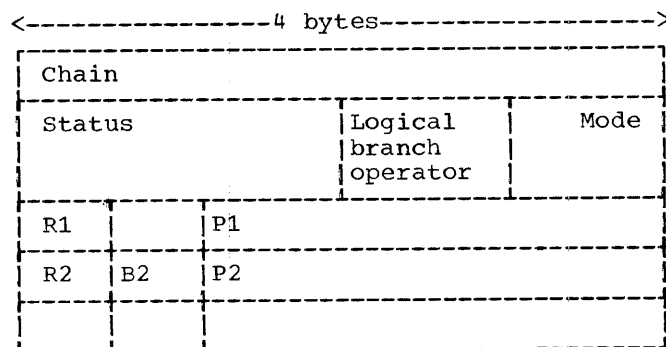 <-----------------4 bytes------------------>
Chain
Status Logical Mode
branch
operator
R1 P1
R2 B2 P2